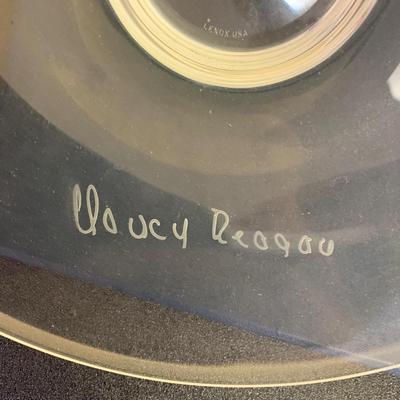 LENOX, USA
Nancy Reagan